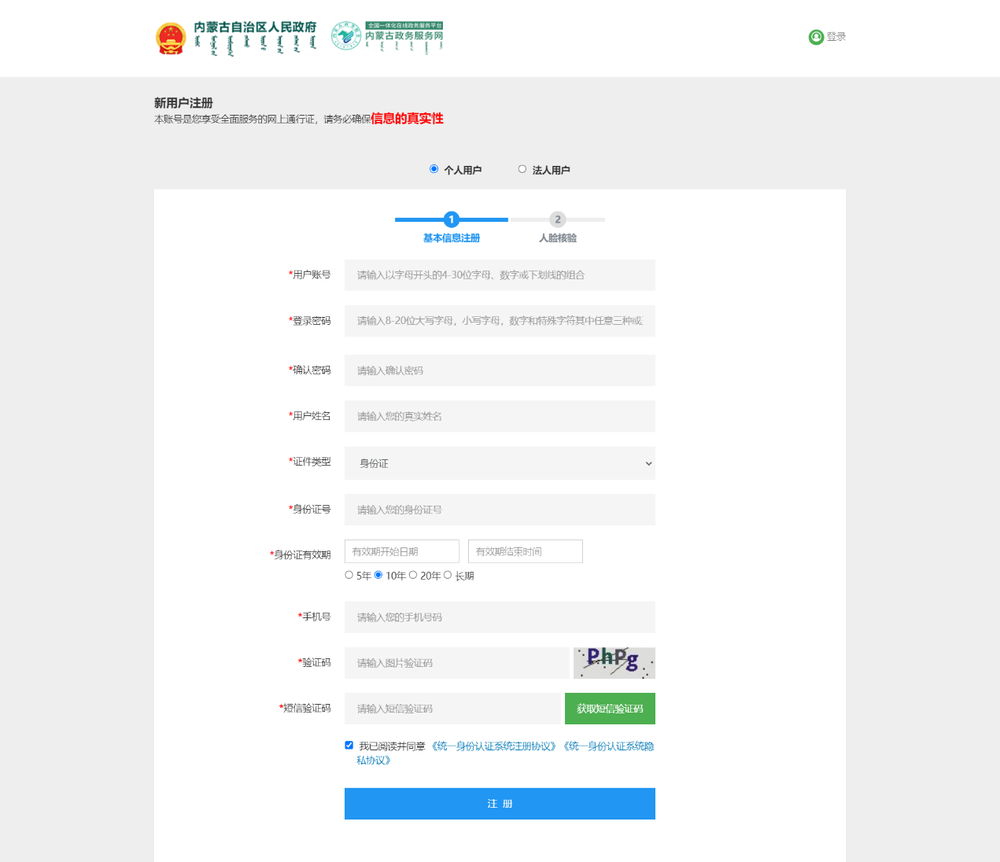 内蒙古自治区人民政府
全国一体化在线政务服务平台
内蒙古政务服务网
登录
新用户注册
本账号是您享受全面服务的网上通行证，请务必确保信息的真实性
个人用户 法人用户
1 2
基本信息注册 人脸核验
*用户账号 请输入以字母开头的4-30位字母、数字或下划线的组合
*登录密码 请输入8-20位大写字母，小写字母，数字和特殊字符其中任意三种或
*确认密码 请输入确认密码
*用户姓名 请输入您的真实姓名
*证件类型 身份证
*身份证号 请输入您的身份证号
*身份证有效期 有效期开始日期 有效期结束时间
5年 10年 20年 长期
*手机号 请输入您的手机号码
*验证码 请输入图片验证码 PhPg
*短信验证码 请输入短信验证码 获取短信验证码
我已阅读并同意《统一身份认证系统注册协议》《统一身份认证系统隐
私协议》
注 册